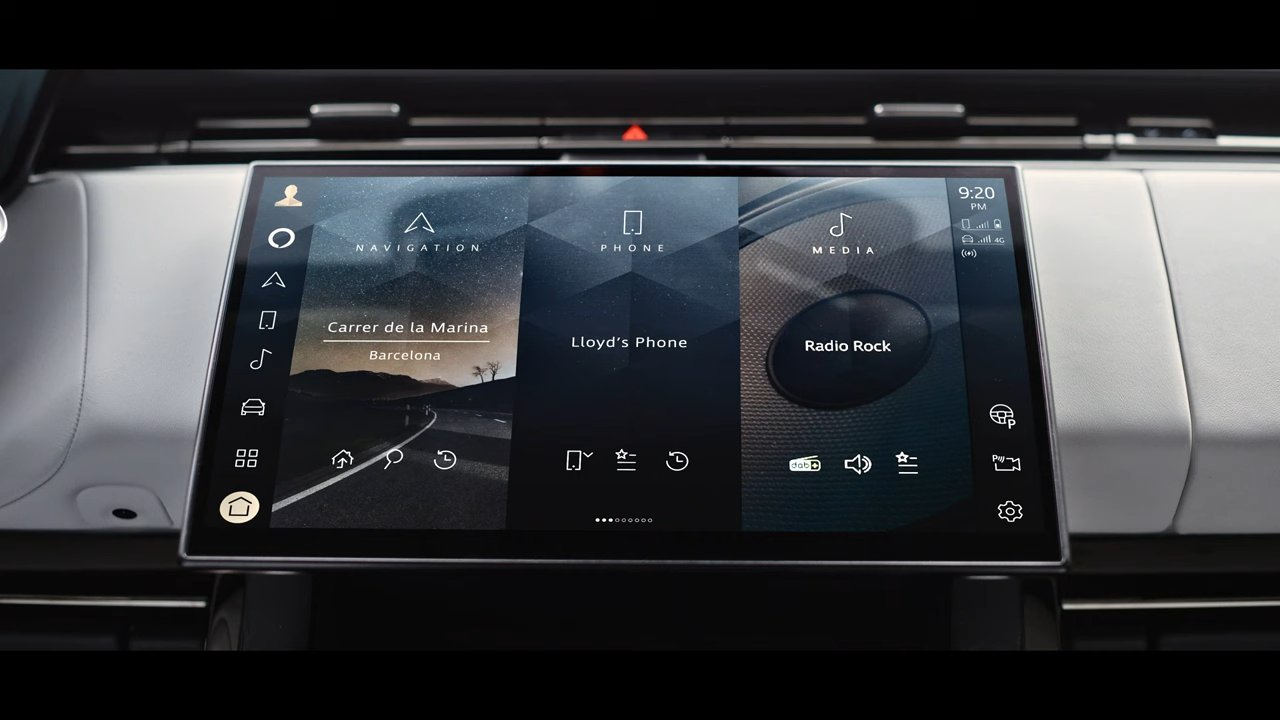 NAVIGATION
Carrer de la Marina
Barcelona
PHONE
Lloyd's Phone
MEDIA
Radio Rock
dab+
9:20
PM
4G
P
P